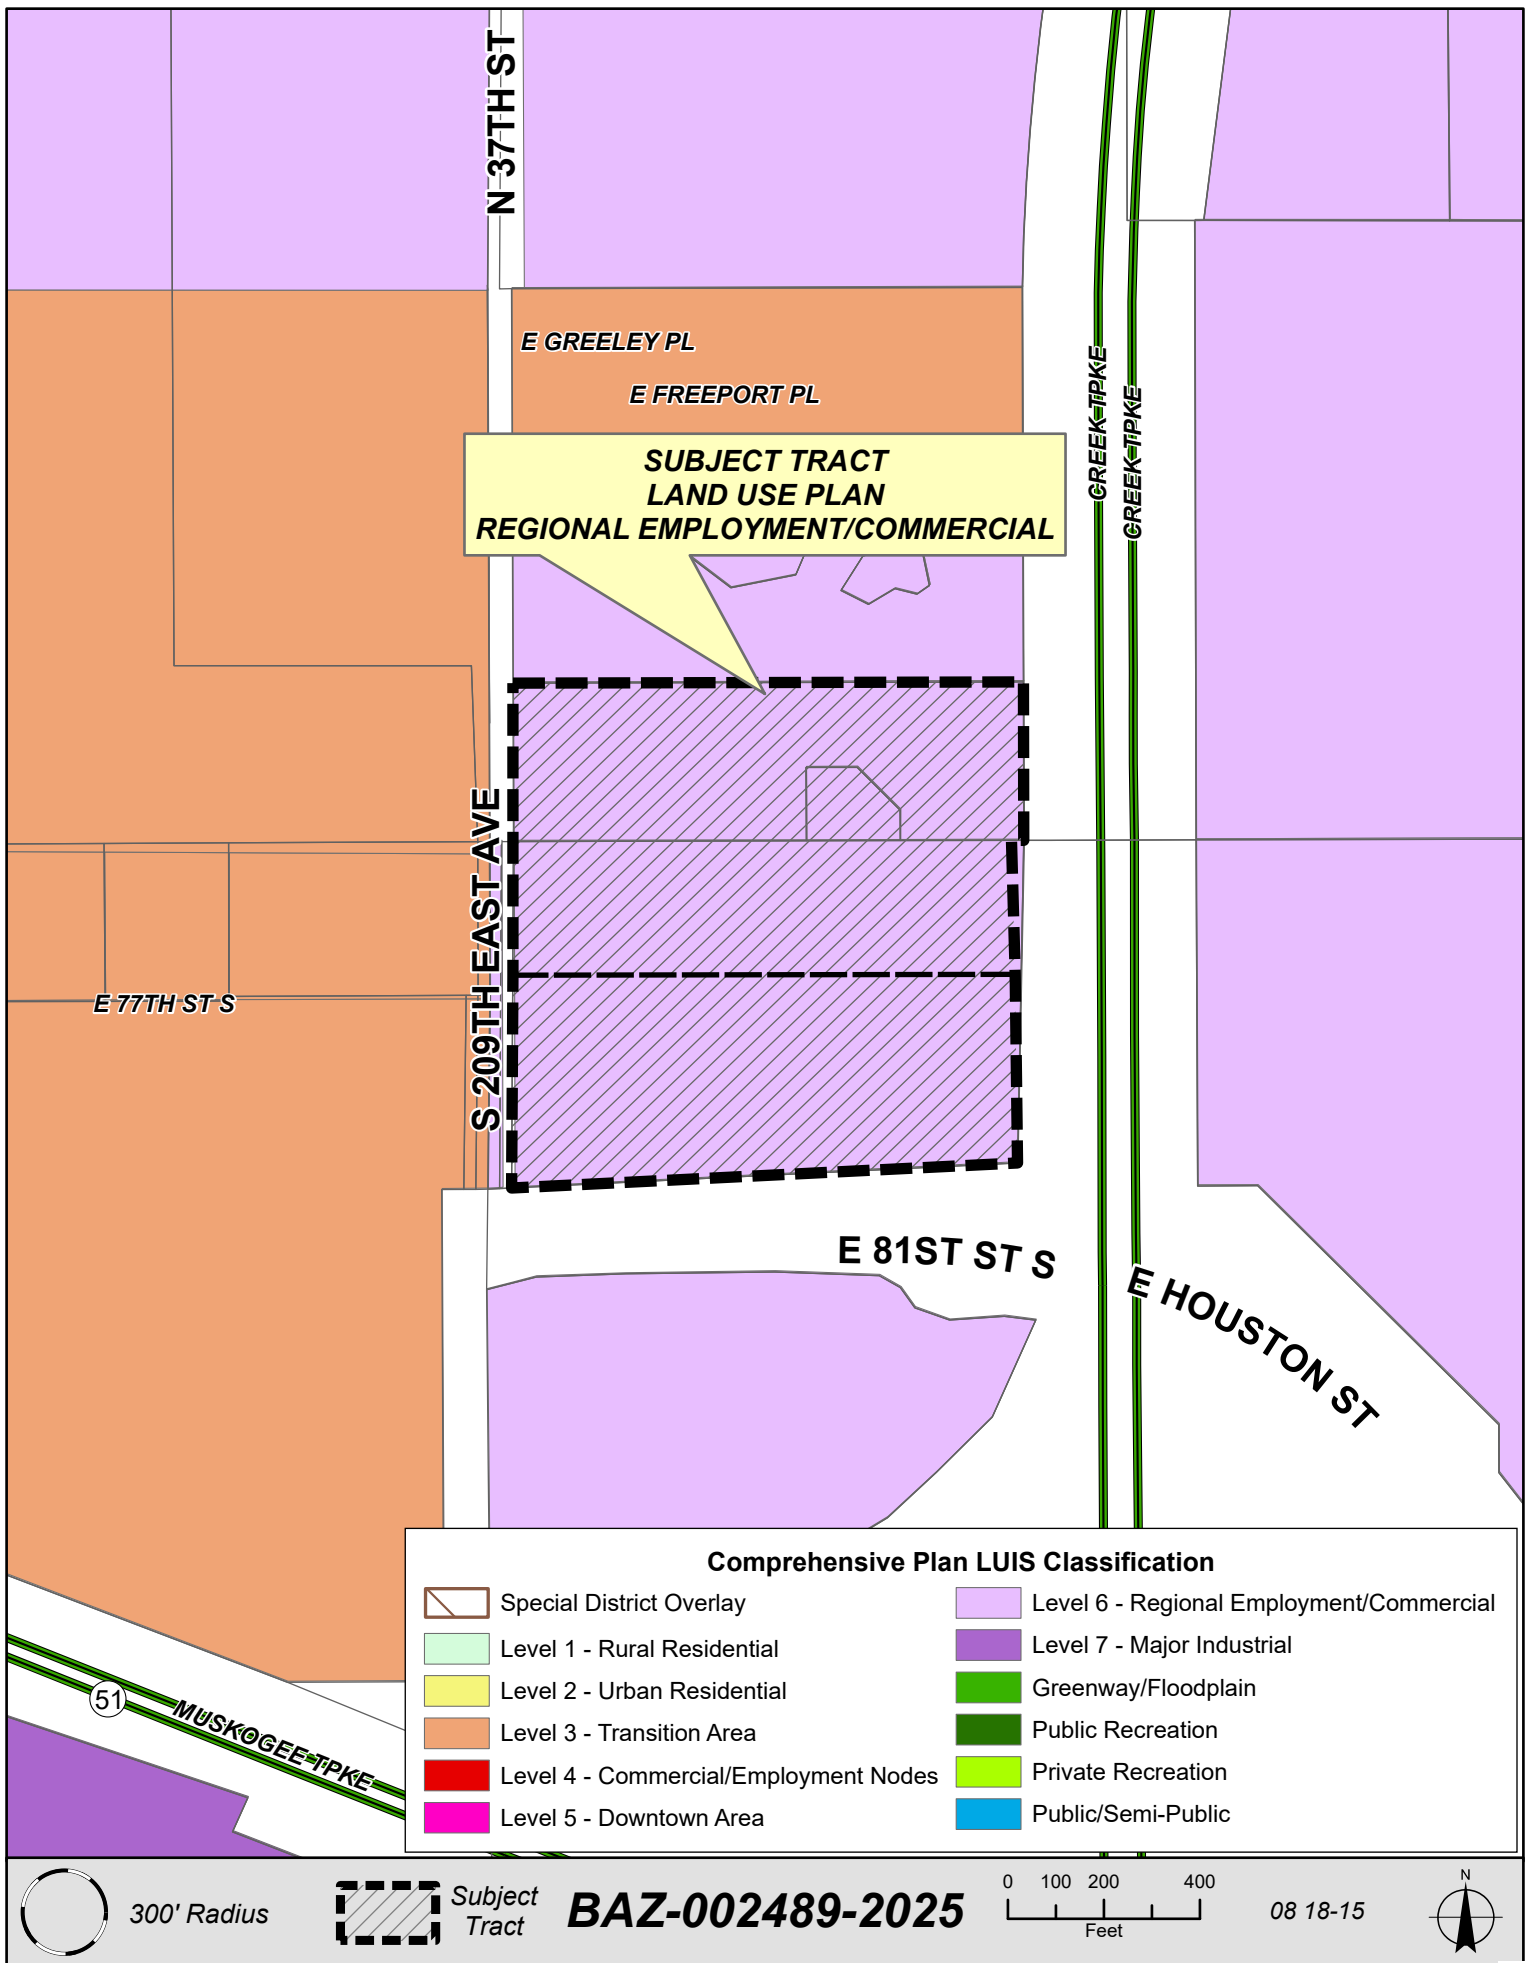 N 37TH ST
E GREELEY PL
E FREEPORT PL
CREEK TPKE
CREEK TPKE
SUBJECT TRACT
LAND USE PLAN
REGIONAL EMPLOYMENT/COMMERCIAL
S 209TH EAST AVE
E 77TH ST S
E 81ST ST S
E HOUSTON ST
51
MUSKOGEE TPKE
Comprehensive Plan LUIS Classification
Special District Overlay
Level 1 - Rural Residential
Level 2 - Urban Residential
Level 3 - Transition Area
Level 4 - Commercial/Employment Nodes
Level 5 - Downtown Area
Level 6 - Regional Employment/Commercial
Level 7 - Major Industrial
Greenway/Floodplain
Public Recreation
Private Recreation
Public/Semi-Public
300' Radius
Subject
Tract
BAZ-002489-2025
0 100 200 400
Feet
08 18-15
N